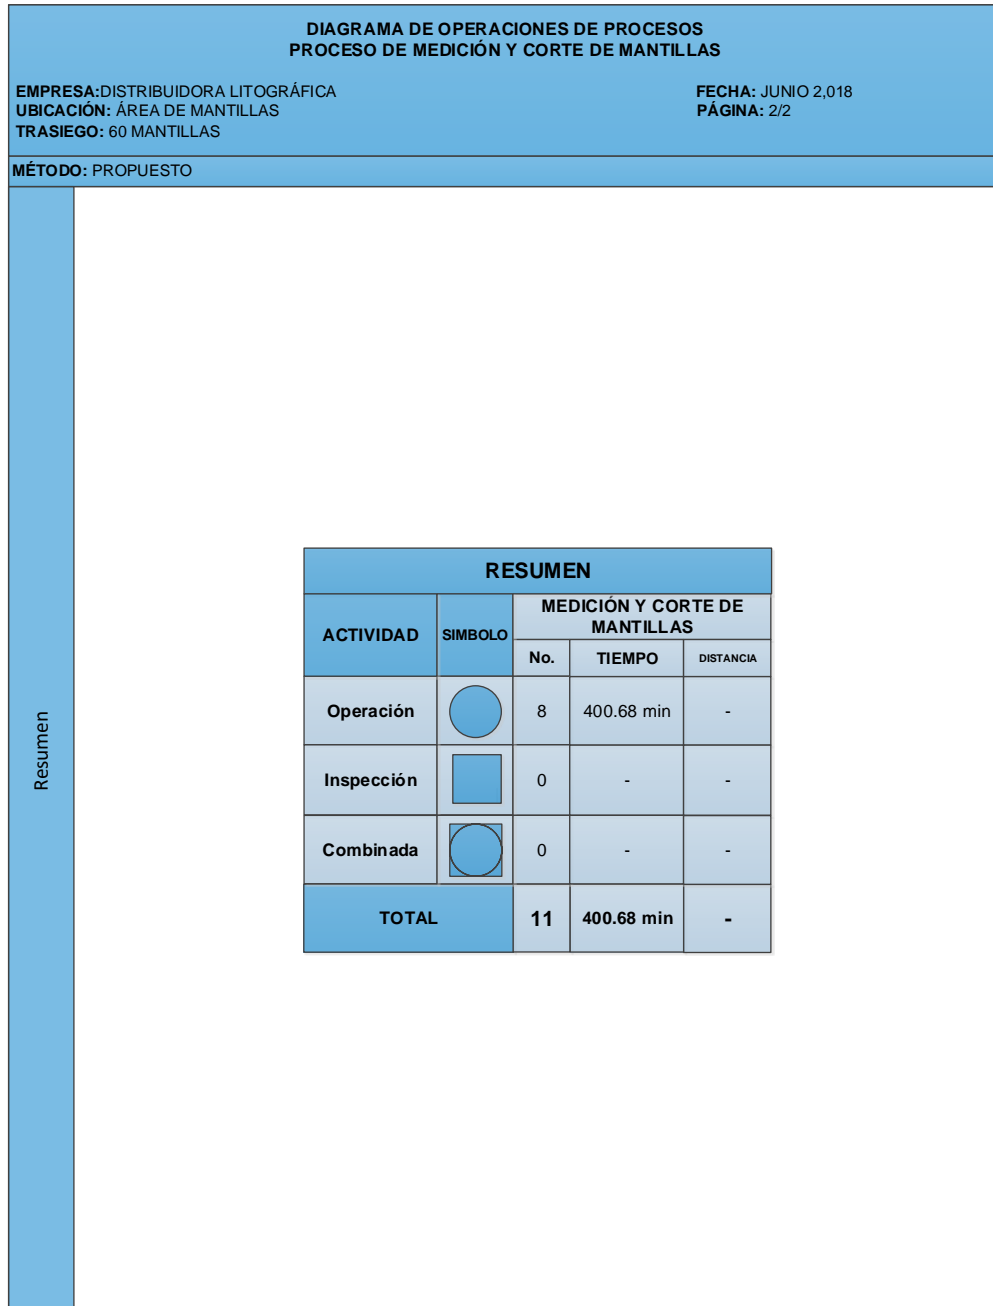 DIAGRAMA DE OPERACIONES DE PROCESOS
PROCESO DE MEDICIÓN Y CORTE DE MANTILLAS
EMPRESA:DISTRIBUIDORA LITOGRÁFICA
FECHA: JUNIO 2,018
UBICACIÓN: ÁREA DE MANTILLAS
PÁGINA: 2/2
TRASIEGO: 60 MANTILLAS
MÉTODO: PROPUESTO
Resumen
RESUMEN
ACTIVIDAD
SIMBOLO
MEDICIÓN Y CORTE DE
MANTILLAS
No.
TIEMPO
DISTANCIA
Operación
8
400.68 min
-
Inspección
0
-
-
Combinada
0
-
-
TOTAL
11
400.68 min
-